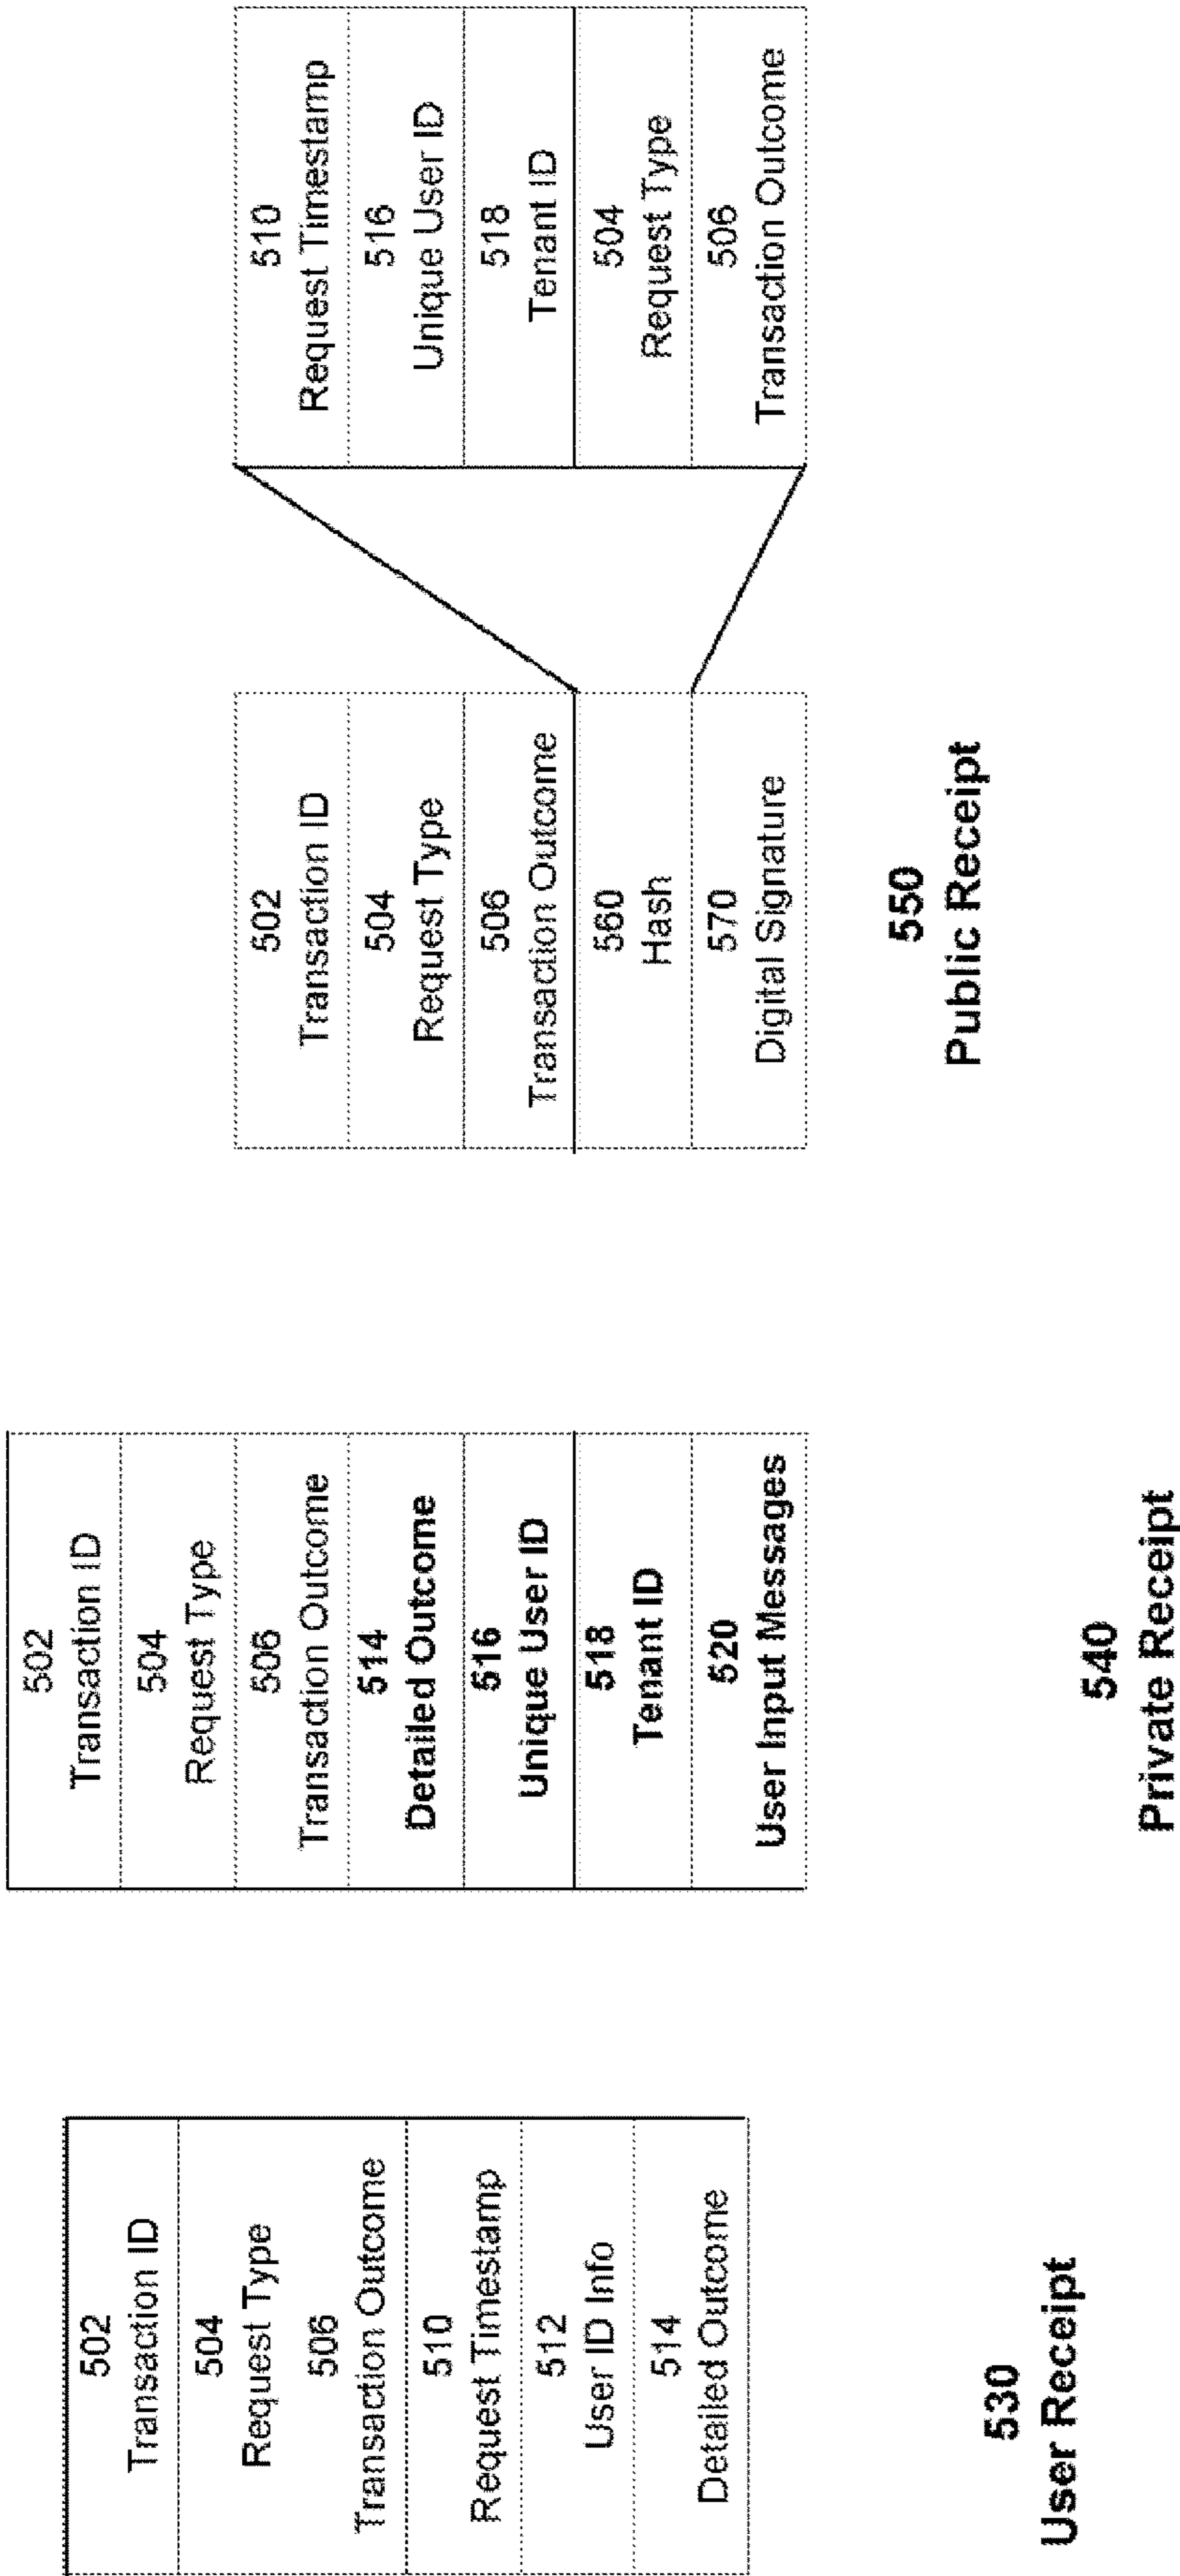 502
Transaction ID
504
Request Type
506
Transaction Outcome
510
Request Timestamp
512
User ID Info
514
Detailed Outcome
530
User Receipt
502
Transaction ID
504
Request Type
506
Transaction Outcome
514
Detailed Outcome
516
Unique User ID
518
Tenant ID
520
User Input Messages
540
Private Receipt
502
Transaction ID
504
Request Type
506
Transaction Outcome
560
Hash
570
Digital Signature
550
Public Receipt
510
Request Timestamp
516
Unique User ID
518
Tenant ID
504
Request Type
506
Transaction Outcome